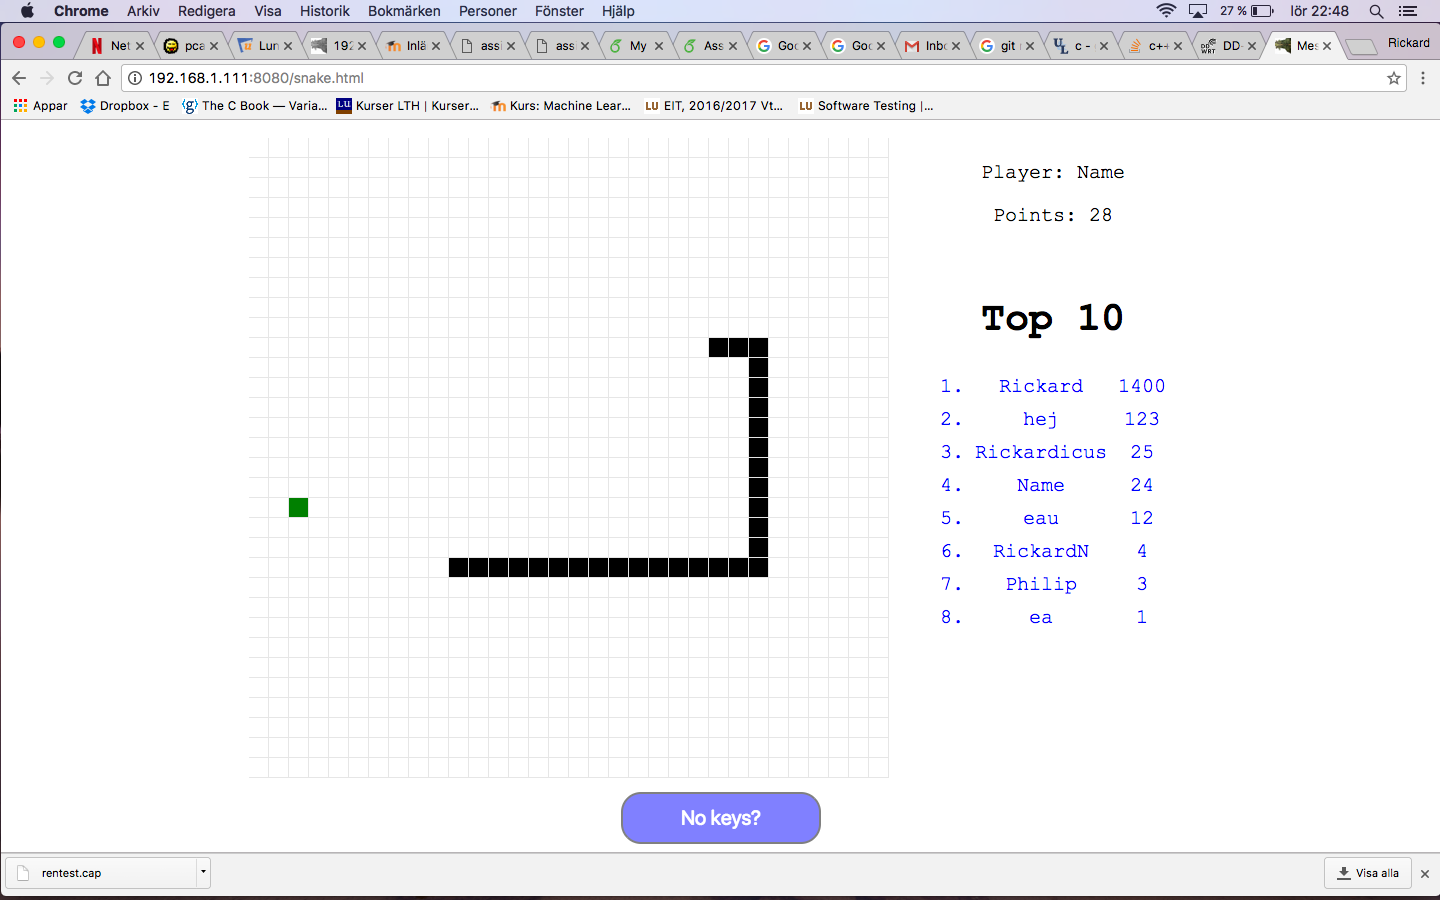 Chrome Arkiv Redigera Visa Historik Bokmärken Personer Fönster Hjälp 27 % lör 22:48
Net pca Lun 192 Inlä assi ass My Ass Goo Goo Inbo git c - c++ DD- Mes Rickard
192.168.1.111:8080/snake.html
Appar Dropbox - E The C Book — Varia... Kurser LTH | Kurser... Kurs: Machine Lear... LU EIT, 2016/2017 Vt... LU Software Testing |...
Player: Name
Points: 28
Top 10
1. Rickard 1400
2. hej 123
3. Rickardicus 25
4. Name 24
5. eau 12
6. RickardN 4
7. Philip 3
8. ea 1
No keys?
rentest.cap Visa alla